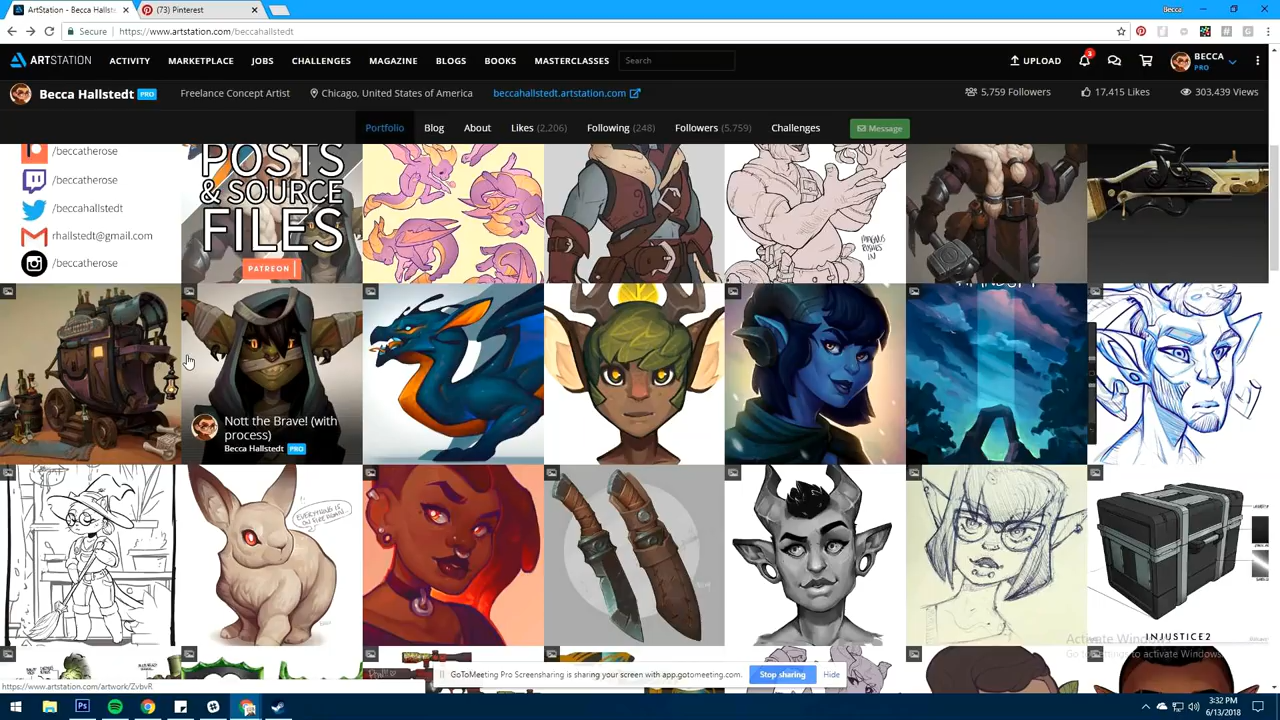 ArtStation - Becca Hallst
(73) Pinterest
Becca
Secure
https://www.artstation.com/beccahallstedt
ARTSTATION
ACTIVITY
MARKETPLACE
JOBS
CHALLENGES
MAGAZINE
BLOGS
BOOKS
MASTERCLASSES
Search
UPLOAD
3
BECCA
PRO
Becca Hallstedt PRO
Freelance Concept Artist
Chicago, United States of America
beccahallstedt.artstation.com
5,759 Followers
17,415 Likes
303,439 Views
Portfolio
Blog
About
Likes (2,206)
Following (248)
Followers (5,759)
Challenges
Message
/beccatherose
/beccatherose
/beccahallstedt
rhallstedt@gmail.com
/beccatherose
POSTS
& SOURCE
FILES
PATREON
Nott the Brave! (with
process)
Becca Hallstedt PRO
EVERYTHING IS
INJUSTICE2
Activate Windows
Go to Settings to activate Windows.
GoToMeeting Pro.Screensharing is sharing your screen with app.gotomeeting.com.
Stop sharing
Hide
https://www.artstation.com/artwork/ZvbvR
3:32 PM
6/13/2018